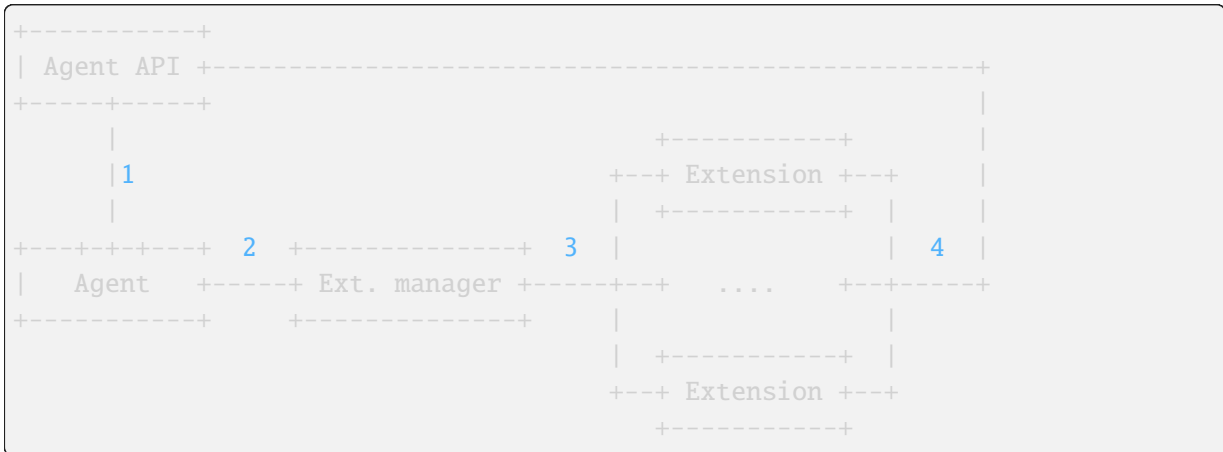 +-----------+
| Agent API +--------------------------------------------------+
+------+-----+ |
| +------------+ |
|1 +--+ Extension +--+ |
| | +------------+ | |
+---+-+-+---+ 2 +---------------+ 3 | | 4 |
| Agent +-----+ Ext. manager +-----+--+ .... +--+------+
+-----------+ +---------------+ | |
| +------------+ |
+--+ Extension +--+
+------------+